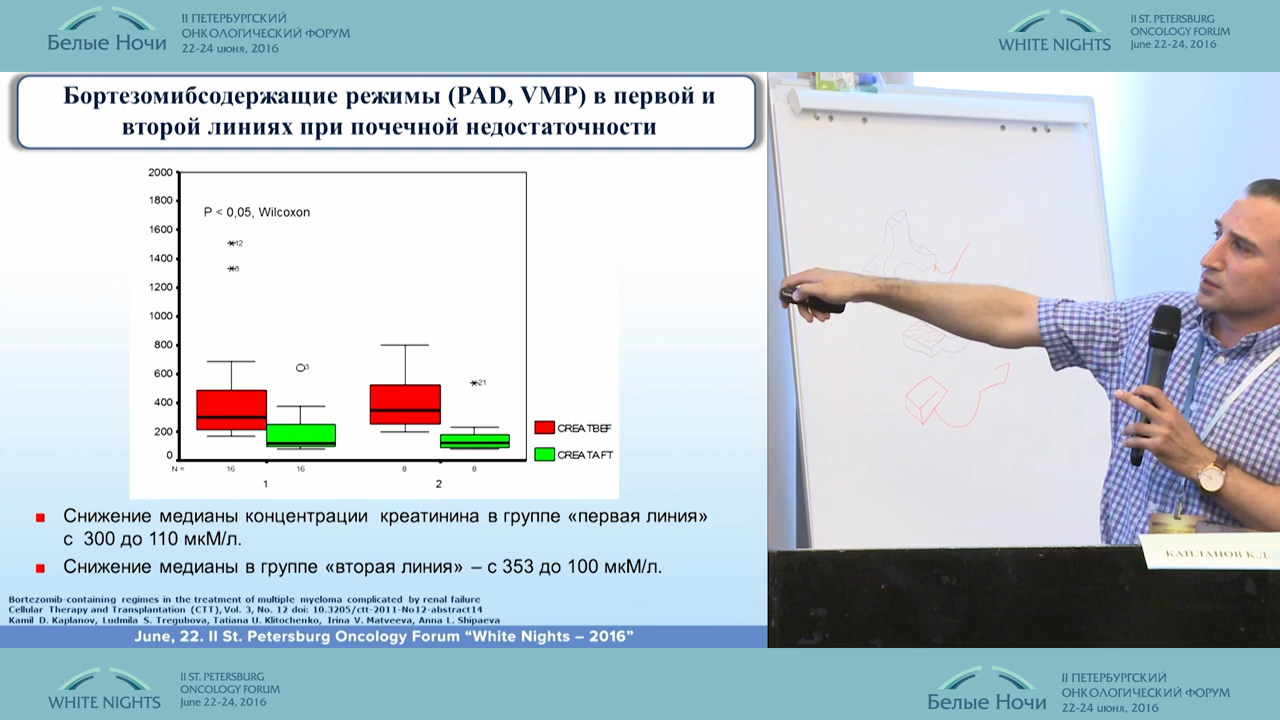 Белые Ночи
II ПЕТЕРБУРГСКИЙ
ОНКОЛОГИЧЕСКИЙ ФОРУМ
22-24 июня, 2016
WHITE NIGHTS
II ST. PETERSBURG
ONCOLOGY FORUM
June 22-24, 2016
Бортезомибсодержащие режимы (PAD, VMP) в первой и
второй линиях при почечной недостаточности
2000
1800
1600
1400
1200
1000
800
600
400
200
0
P < 0,05, Wilcoxon
12
3
3
21
N = 16 16 8 8
1 2
CREATBEF
CREATAFT
Снижение медианы концентрации креатинина в группе «первая линия»
с 300 до 110 мкМ/л.
Снижение медианы в группе «вторая линия» – с 353 до 100 мкМ/л.
Bortezomib-containing regimes in the treatment of multiple myeloma complicated by renal failure
Cellular Therapy and Transplantation (CTT), Vol. 3, No. 12 doi: 10.3205/ctt-2011-No12-abstract14
Kamil D. Kaplanov, Ludmila S. Tregubova, Tatiana U. Klitochenko, Irina V. Matveeva, Anna L. Shipaeva
June, 22. II St. Petersburg Oncology Forum “White Nights – 2016”
КАПЛАНОВ К.Д.
WHITE NIGHTS
II ST. PETERSBURG
ONCOLOGY FORUM
June 22-24, 2016
Белые Ночи
II ПЕТЕРБУРГСКИЙ
ОНКОЛОГИЧЕСКИЙ ФОРУМ
22-24 июня, 2016